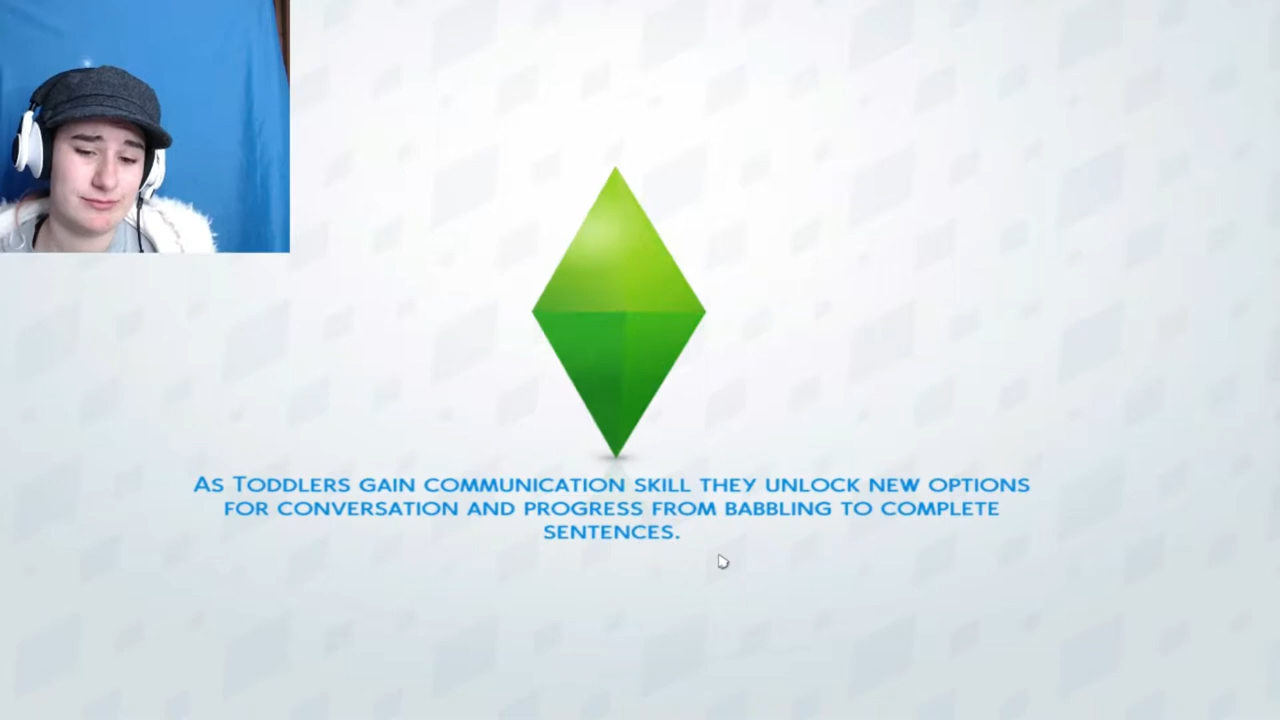 As Toddlers gain communication skill they unlock new options
for conversation and progress from babbling to complete
sentences.